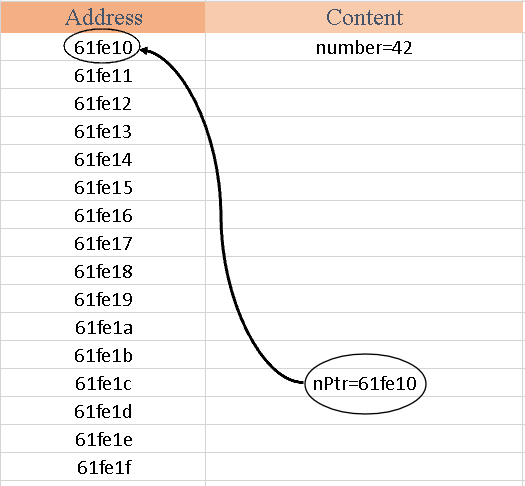 Address Content
61fe10 number=42
61fe11
61fe12
61fe13
61fe14
61fe15
61fe16
61fe17
61fe18
61fe19
61fe1a
61fe1b
61fe1c nPtr=61fe10
61fe1d
61fe1e
61fe1f